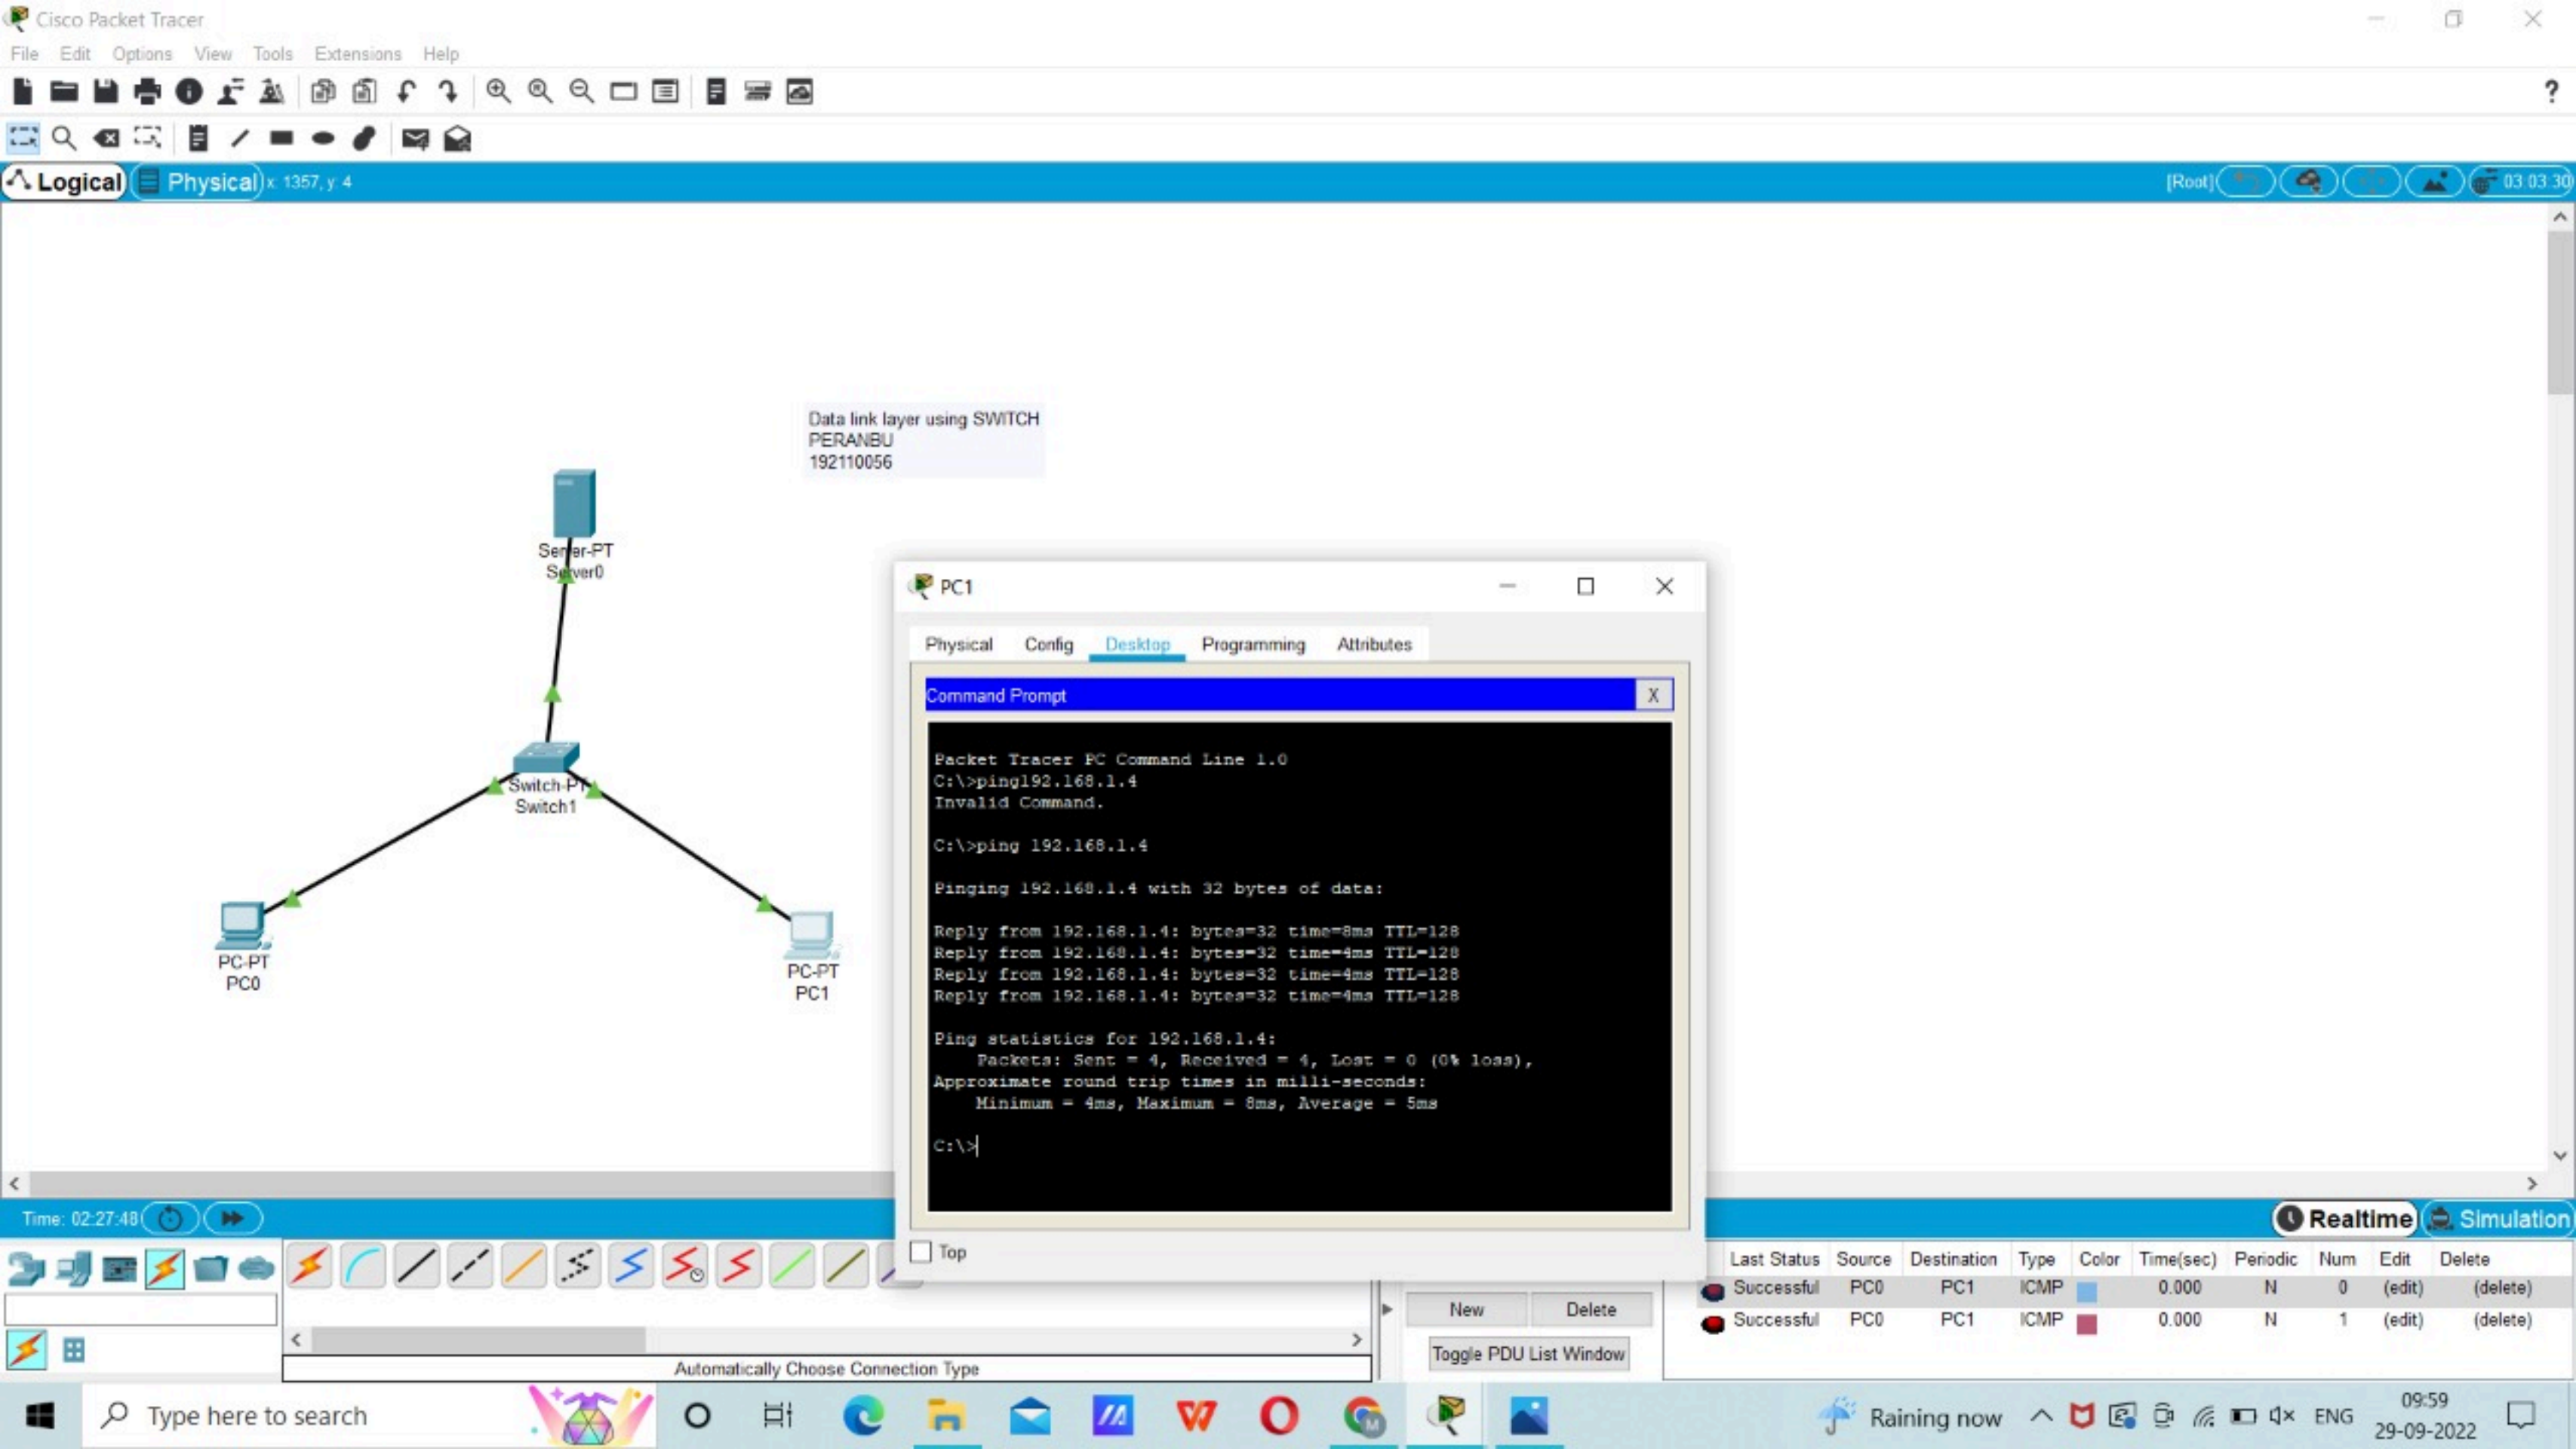 Cisco Packet Tracer
File Edit Options View Tools Extensions Help
?
Logical Physical x: 1357, y: 4 [Root] 03:03:30
Data link layer using SWITCH
PERANBU
192110056
Server-PT
Server0
Switch-PT
Switch1
PC-PT
PC0
PC-PT
PC1
PC1
Physical Config Desktop Programming Attributes
Command Prompt X
Packet Tracer PC Command Line 1.0
C:\>ping192.168.1.4
Invalid Command.
C:\>ping 192.168.1.4
Pinging 192.168.1.4 with 32 bytes of data:
Reply from 192.168.1.4: bytes=32 time=8ms TTL=128
Reply from 192.168.1.4: bytes=32 time=4ms TTL=128
Reply from 192.168.1.4: bytes=32 time=4ms TTL=128
Reply from 192.168.1.4: bytes=32 time=4ms TTL=128
Ping statistics for 192.168.1.4:
Packets: Sent = 4, Received = 4, Lost = 0 (0% loss),
Approximate round trip times in milli-seconds:
Minimum = 4ms, Maximum = 8ms, Average = 5ms
C:\>
Top
Time: 02:27:48 Realtime Simulation
Last Status Source Destination Type Color Time(sec) Periodic Num Edit Delete
Successful PC0 PC1 ICMP 0.000 N 0 (edit) (delete)
Successful PC0 PC1 ICMP 0.000 N 1 (edit) (delete)
New Delete
Toggle PDU List Window
Automatically Choose Connection Type
Type here to search
Raining now ENG 09:59
29-09-2022